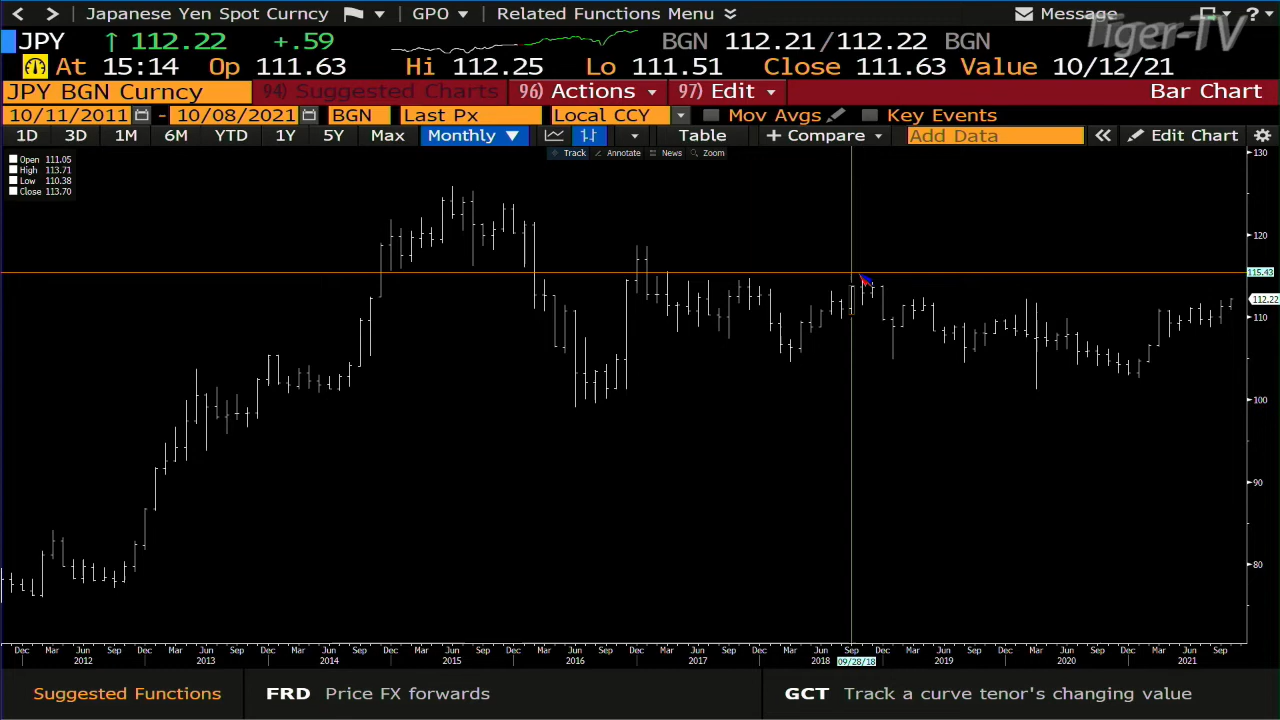 Japanese Yen Spot Curncy GPO Related Functions Menu Message ?
Tiger-TV
JPY ↑ 112.22 +.59 BGN 112.21/112.22 BGN
At 15:14 Op 111.63 Hi 112.25 Lo 111.51 Close 111.63 Value 10/12/21
JPY BGN Curncy 94) Suggested Charts 96) Actions 97) Edit Bar Chart
10/11/2011 - 10/08/2021 BGN Last Px Local CCY Mov Avgs Key Events
1D 3D 1M 6M YTD 1Y 5Y Max Monthly ▼ Table + Compare Add Data « Edit Chart
Track Annotate News Zoom
Open 111.05
High 113.71
Low 110.38
Close 113.70
130
120
115.43
112.22
110
100
90
80
Dec Mar Jun Sep Dec Mar Jun Sep Dec Mar Jun Sep Dec Mar Jun Sep Dec Mar Jun Sep Dec Mar Jun Sep Dec Mar Jun Sep Dec Mar Jun Sep Dec Mar Jun Sep Dec Mar Jun Sep
2012 2013 2014 2015 2016 2017 2018 09/28/18 2019 2020 2021
Suggested Functions FRD Price FX forwards GCT Track a curve tenor's changing value